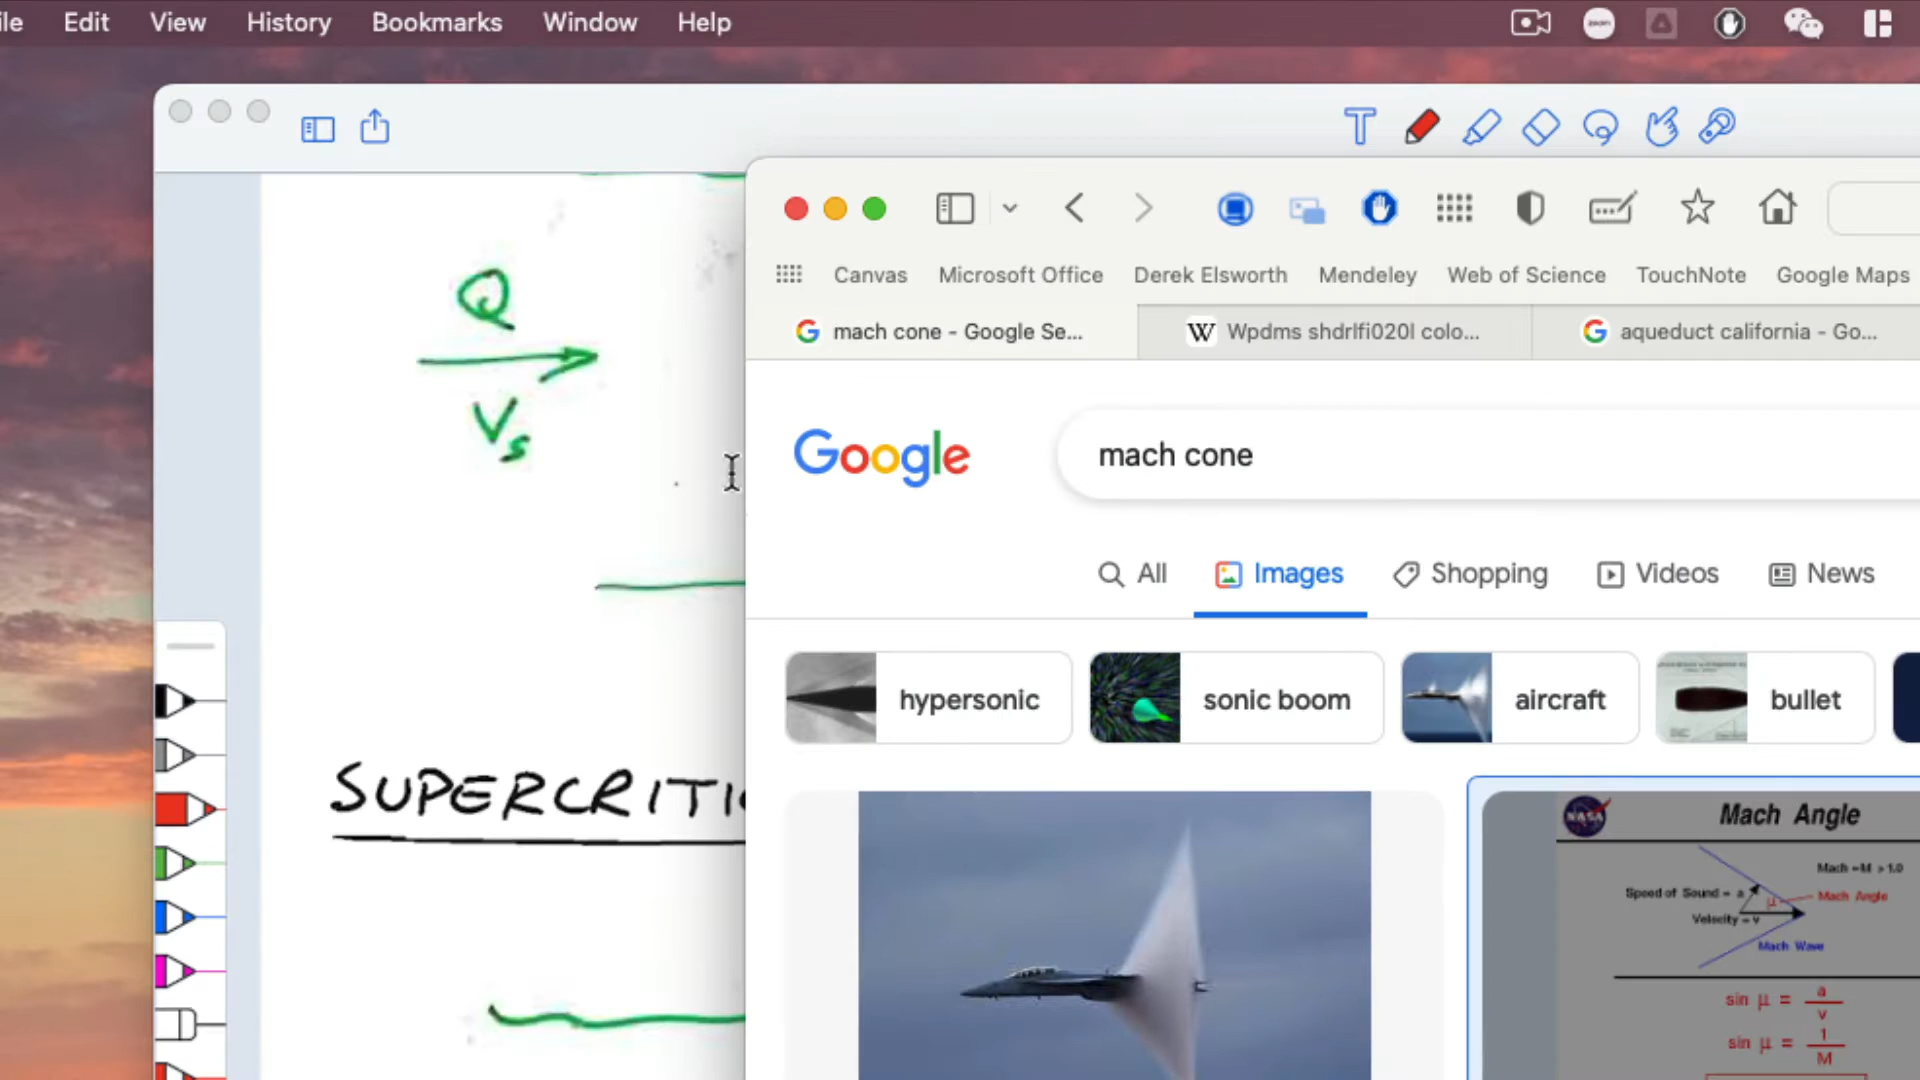 ile Edit View History Bookmarks Window Help
zoom
T
Canvas Microsoft Office Derek Elsworth Mendeley Web of Science TouchNote Google Maps
mach cone - Google Se... Wpdms shdrlfi020l colo... aqueduct california - Go...
Q
Vs
Google mach cone
All Images Shopping Videos News
hypersonic sonic boom aircraft bullet
SUPERCRITI
NASA Mach Angle
Mach = M > 1.0
Speed of Sound = a
μ
Mach Angle
Velocity = v
Mach Wave
sin μ = a/v
sin μ = 1/M